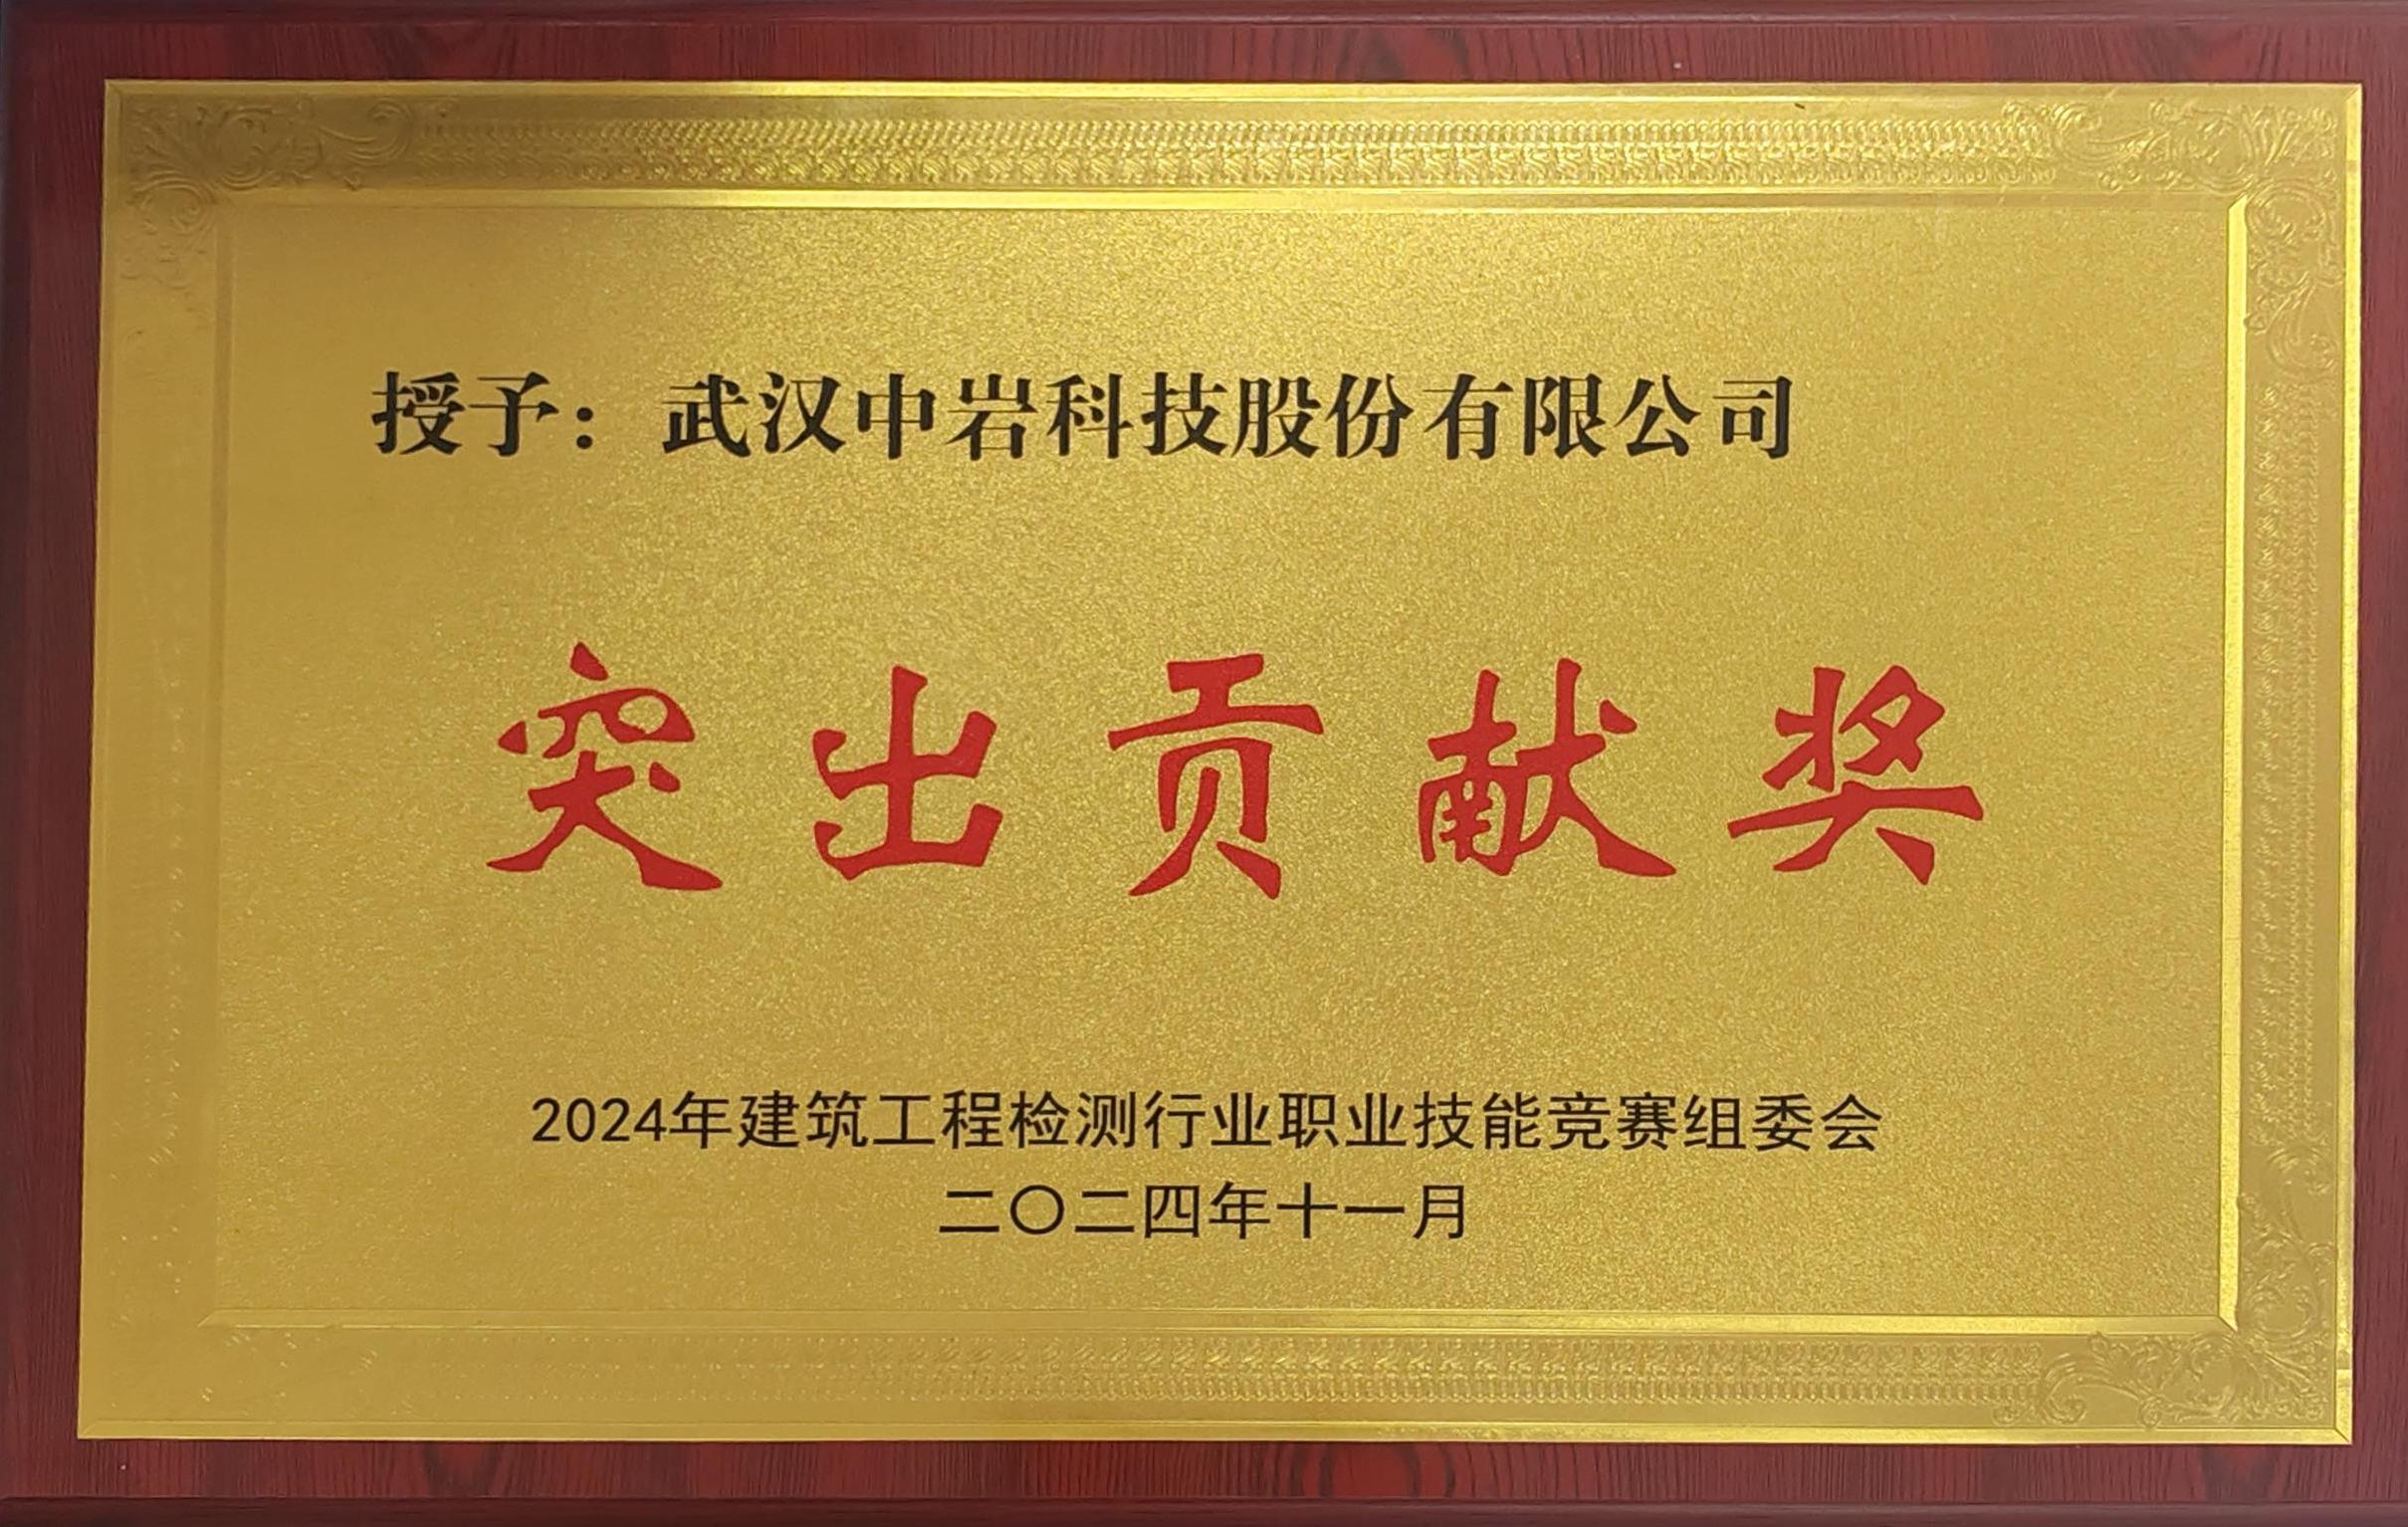 授予：武汉中岩科技股份有限公司
突出贡献奖
2024年建筑工程检测行业职业技能竞赛组委会
二〇二四年十一月